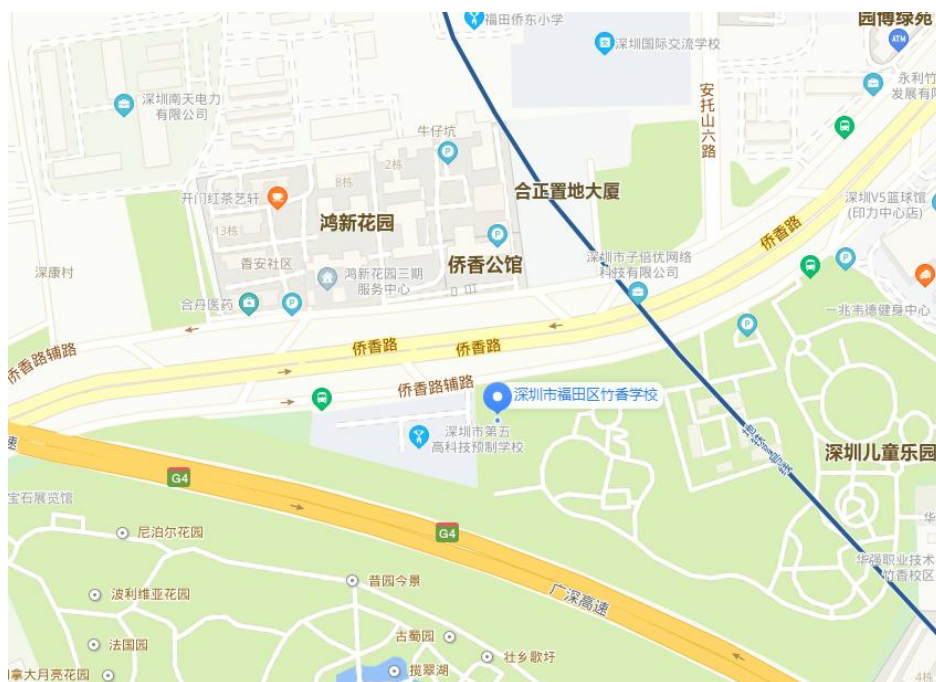 福田侨东小学
园博绿苑
深圳国际交流学校
ATM
永利竹
发展有限
深圳南天电力
有限公司
安托山六路
牛仔坑
P
2栋
8栋
开门红茶艺轩
合正置地大厦
深圳V5篮球馆
(印力中心店)
鸿新花园
13栋
P
侨香路
香安社区
侨香公馆
深圳市子倍优网络
科技有限公司
P
深康村
鸿新花园三期
服务中心
合丹医药
P
一兆韦德健身中心
P
侨香路辅路
侨香路
侨香路
侨香路辅路
深圳市福田区竹香学校
深圳市第五
高科技预制学校
深圳儿童乐园
速
G4
宝石展览馆
G4
华
尼泊尔花园
华强职业技术
竹香校区
昔园今景
波利维亚花园
广深高速
古蜀园
法国园
壮乡歌圩
揽翠湖
拿大月亮花园
4栋